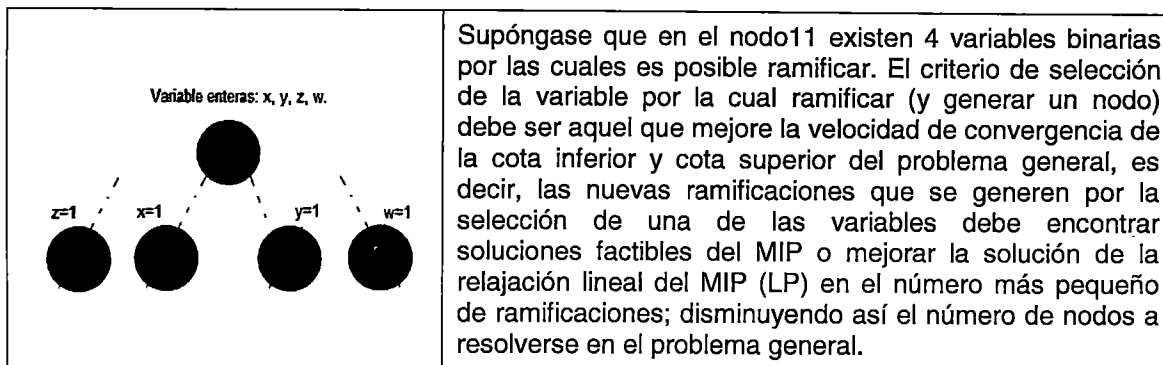 Variable enteras: x, y, z, w.
z=1 x=1 y=1 w=1
Supóngase que en el nodo11 existen 4 variables binarias
por las cuales es posible ramificar. El criterio de selección
de la variable por la cual ramificar (y generar un nodo)
debe ser aquel que mejore la velocidad de convergencia de
la cota inferior y cota superior del problema general, es
decir, las nuevas ramificaciones que se generen por la
selección de una de las variables debe encontrar
soluciones factibles del MIP o mejorar la solución de la
relajación lineal del MIP (LP) en el número más pequeño
de ramificaciones; disminuyendo así el número de nodos a
resolverse en el problema general.